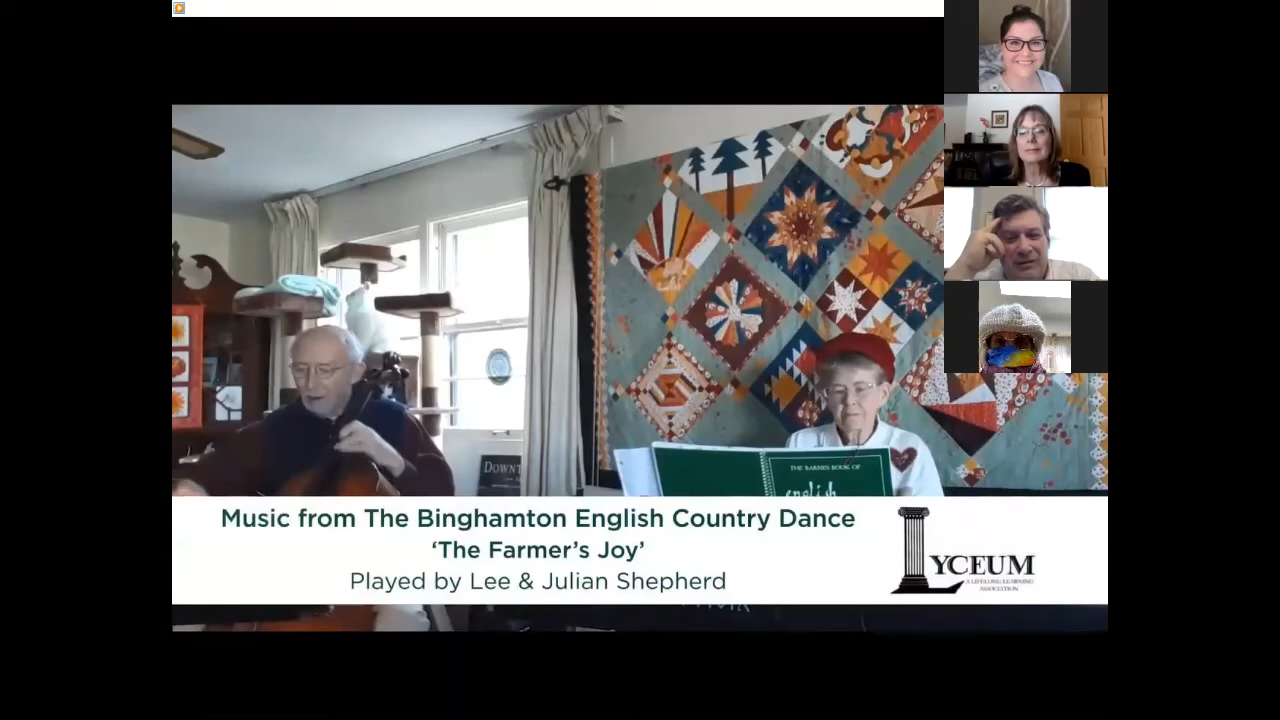 THE BARNES BOOK OF
english
DOWNT
Music from The Binghamton English Country Dance
‘The Farmer’s Joy’
Played by Lee & Julian Shepherd
LYCEUM
A LIFELONG LEARNING
ASSOCIATION